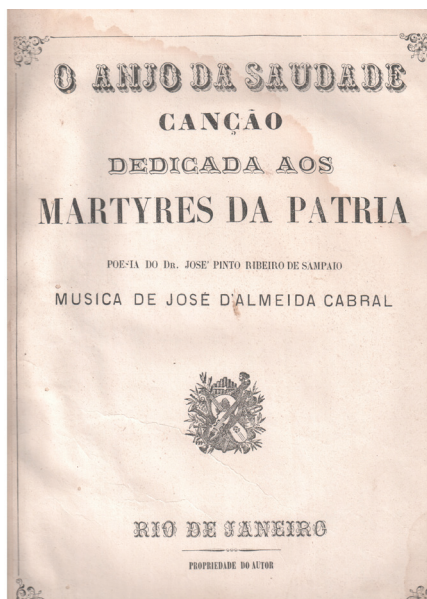 O ANJO DA SAUDADE
CANÇÃO
DEDICADA AOS
MARTYRES DA PATRIA
POESIA DO DR. JOSE' PINTO RIBEIRO DE SAMPAIO
MUSICA DE JOSÉ D'ALMEIDA CABRAL
RIO DE JANEIRO
PROPRIEDADE DO AUTOR